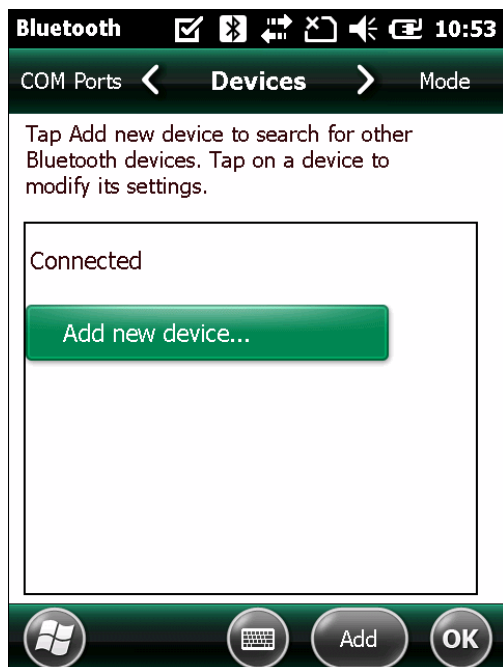 Bluetooth 10:53
COM Ports Devices Mode
Tap Add new device to search for other
Bluetooth devices. Tap on a device to
modify its settings.
Connected
Add new device...
Add OK